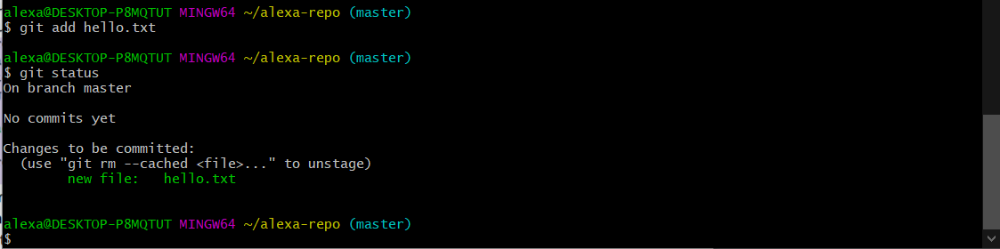 alexa@DESKTOP-P8MQTUT MINGW64 ~/alexa-repo (master)
$ git add hello.txt
alexa@DESKTOP-P8MQTUT MINGW64 ~/alexa-repo (master)
$ git status
On branch master
No commits yet
Changes to be committed:
  (use "git rm --cached <file>..." to unstage)
        new file:   hello.txt
alexa@DESKTOP-P8MQTUT MINGW64 ~/alexa-repo (master)
$